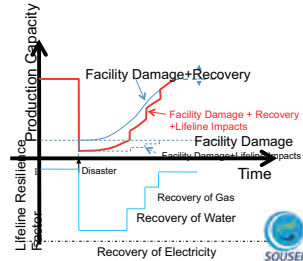 Production Capacity
Facility Damage+Recovery
Facility Damage + Recovery
+Lifeline Impacts
Facility Damage
Facility Damage+Lifeline Impacts
Disaster
Time
1
Lifeline Resilience
Factor
Recovery of Gas
Recovery of Water
Recovery of Electricity
SOUSEI